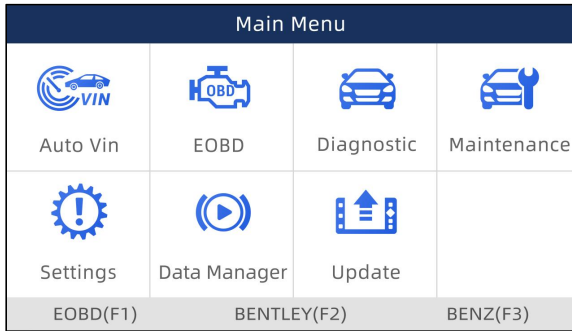 Main Menu
VIN OBD
Auto Vin EOBD Diagnostic Maintenance
Settings Data Manager Update
EOBD(F1) BENTLEY(F2) BENZ(F3)